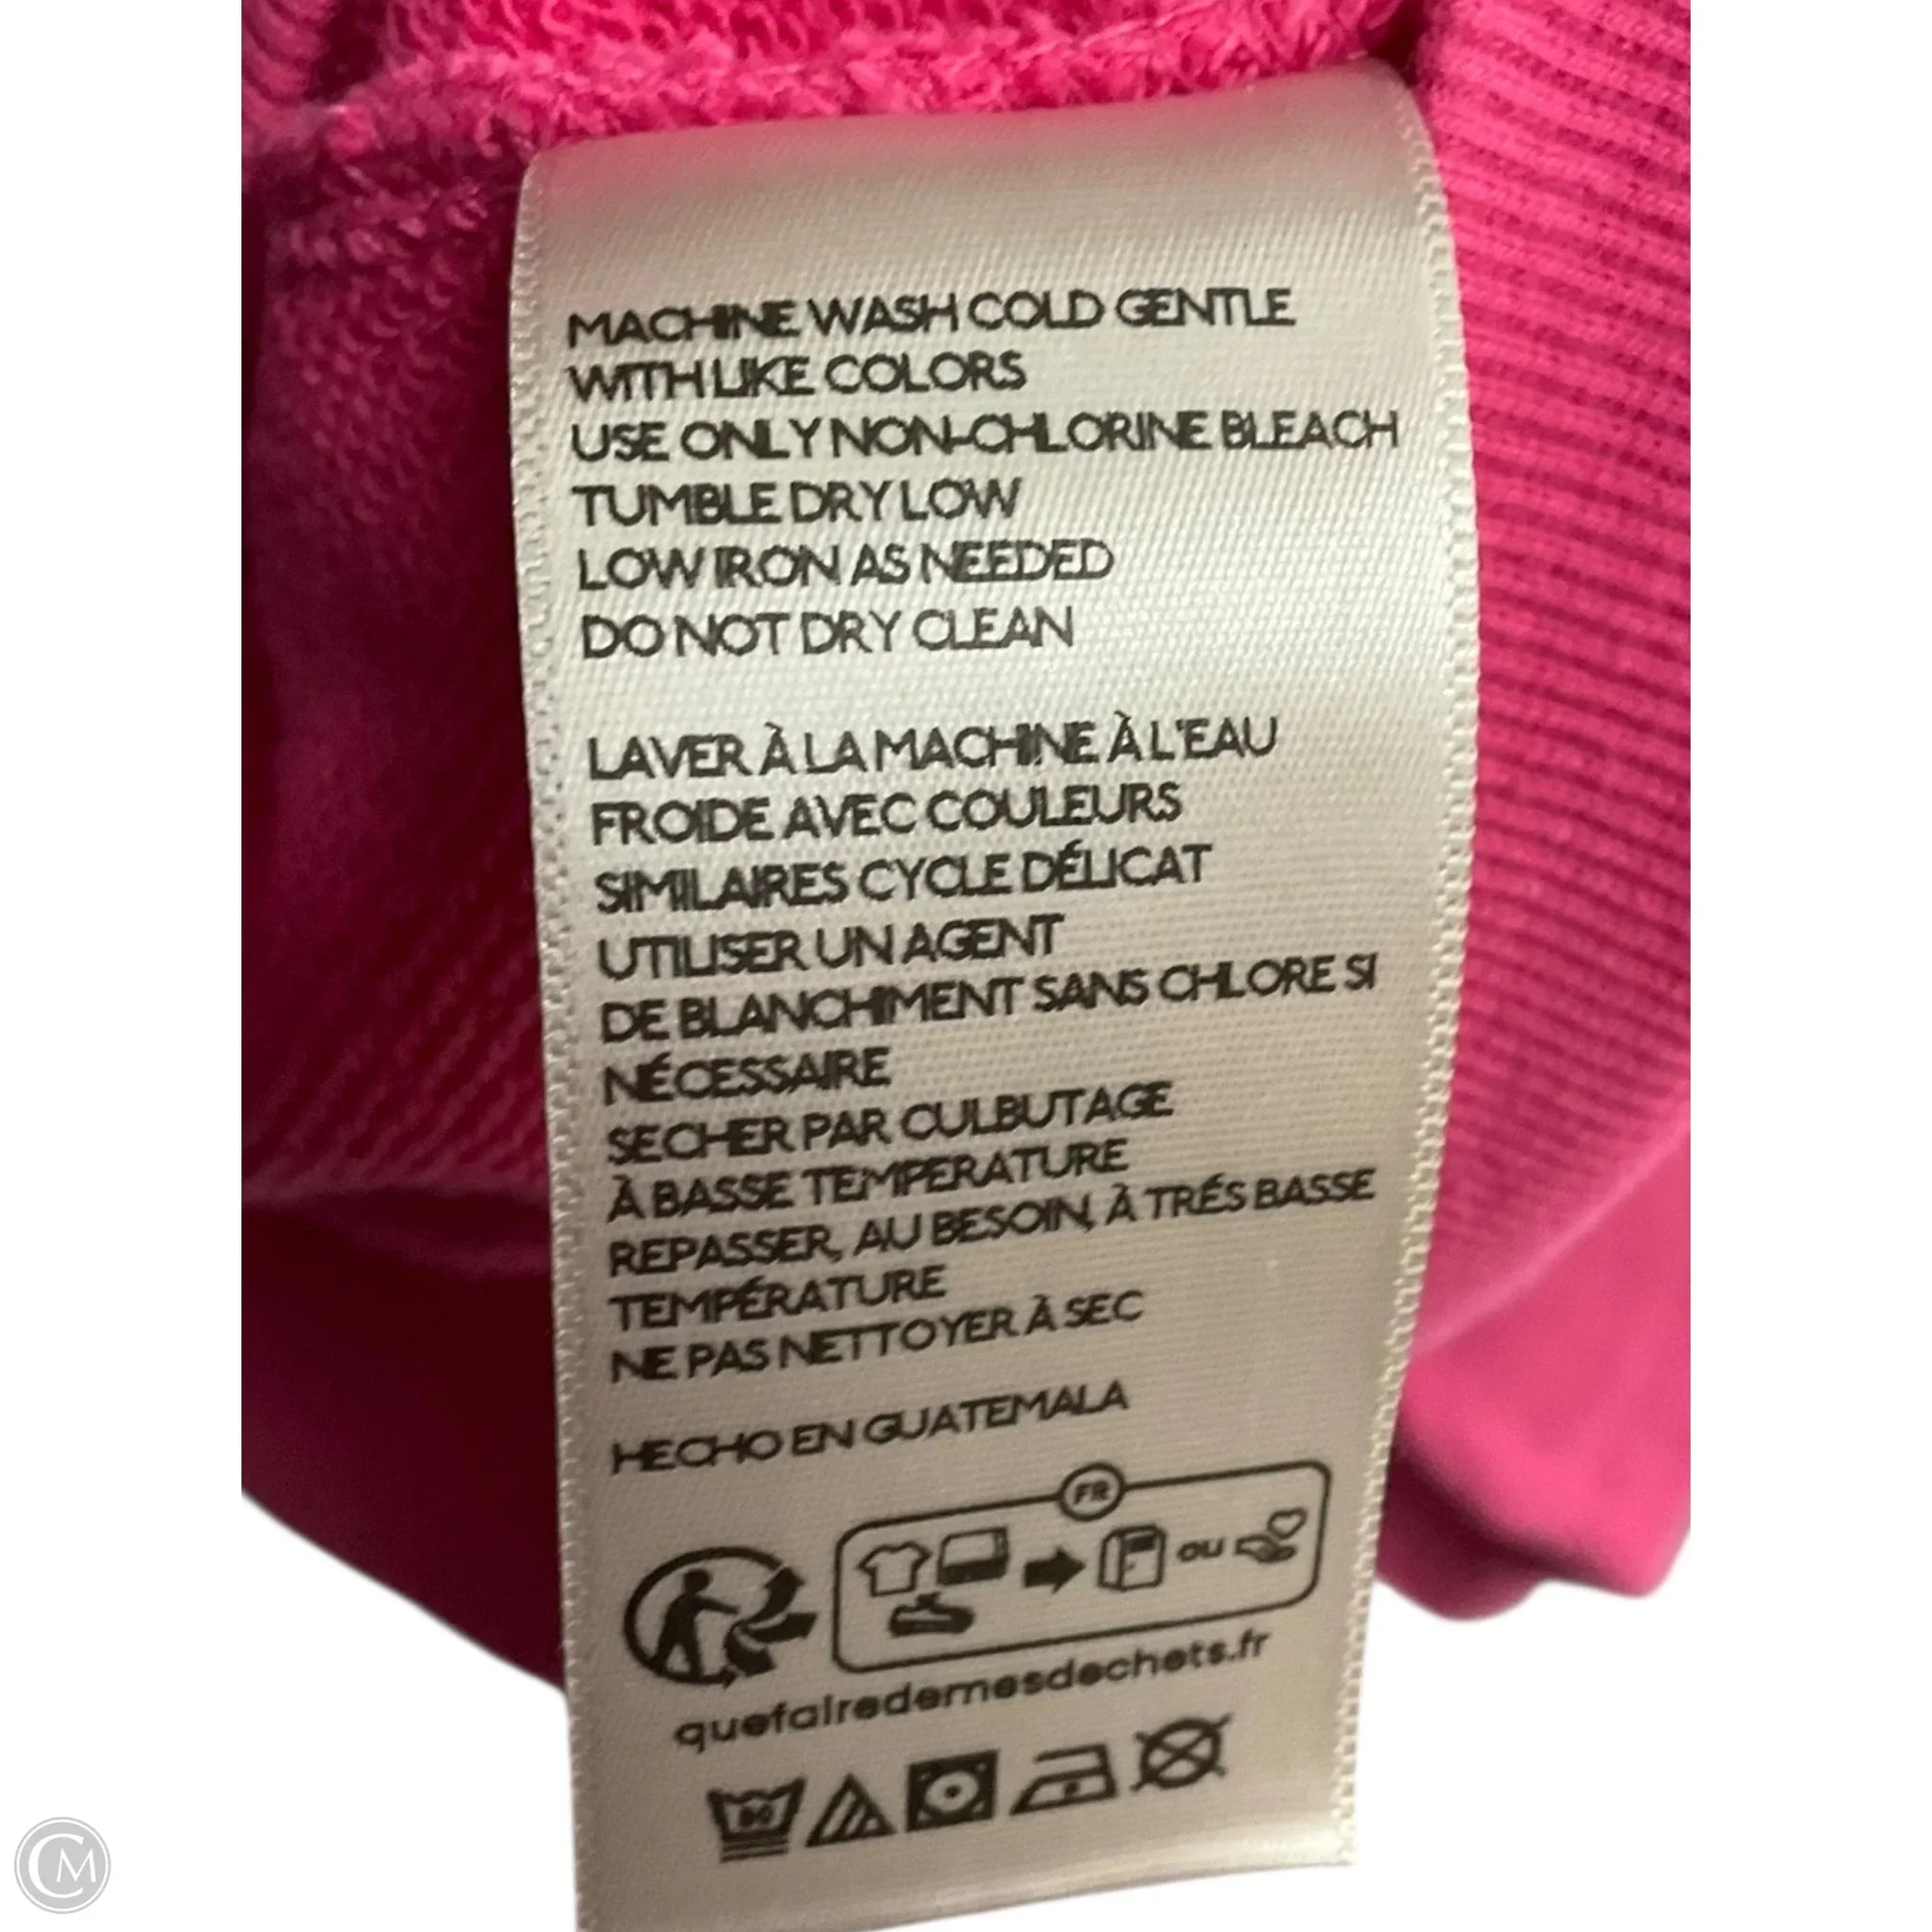 MACHINE WASH COLD GENTLE
WITH LIKE COLORS
USE ONLY NON-CHLORINE BLEACH
TUMBLE DRY LOW
LOW IRON AS NEEDED
DO NOT DRY CLEAN
LAVER À LA MACHINE À L'EAU
FROIDE AVEC COULEURS
SIMILAIRES CYCLE DÉLICAT
UTILISER UN AGENT
DE BLANCHIMENT SANS CHLORE SI
NÉCESSAIRE
SECHER PAR CULBUTAGE
À BASSE TEMPERATURE
REPASSER, AU BESOIN, À TRÉS BASSE
TEMPÉRATURE
NE PAS NETTOYER À SEC
HECHO EN GUATEMALA
FR
OU
quefairedemesdechets.fr
30
CM